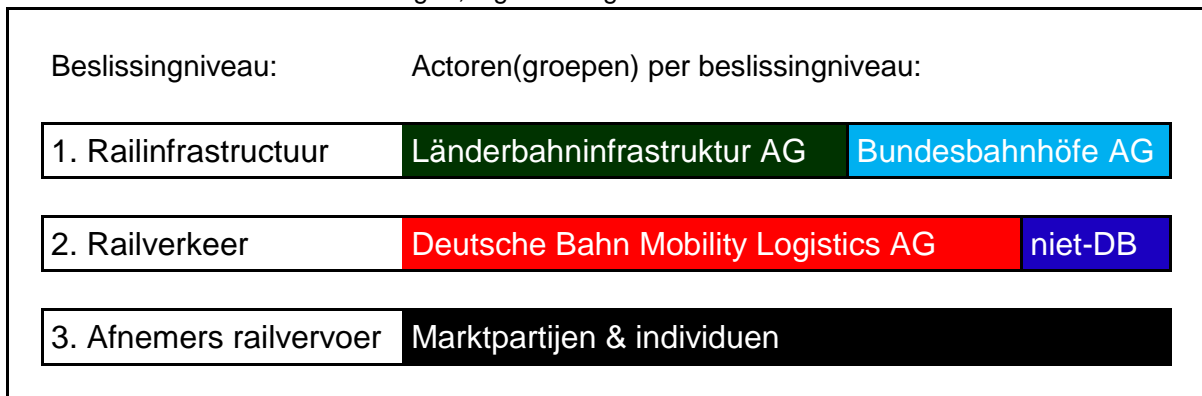 Beslissingniveau: Actoren(groepen) per beslissingniveau:
1. Railinfrastructuur Länderbahninfrastruktur AG Bundesbahnhöfe AG
2. Railverkeer Deutsche Bahn Mobility Logistics AG niet-DB
3. Afnemers railvervoer Marktpartijen & individuen